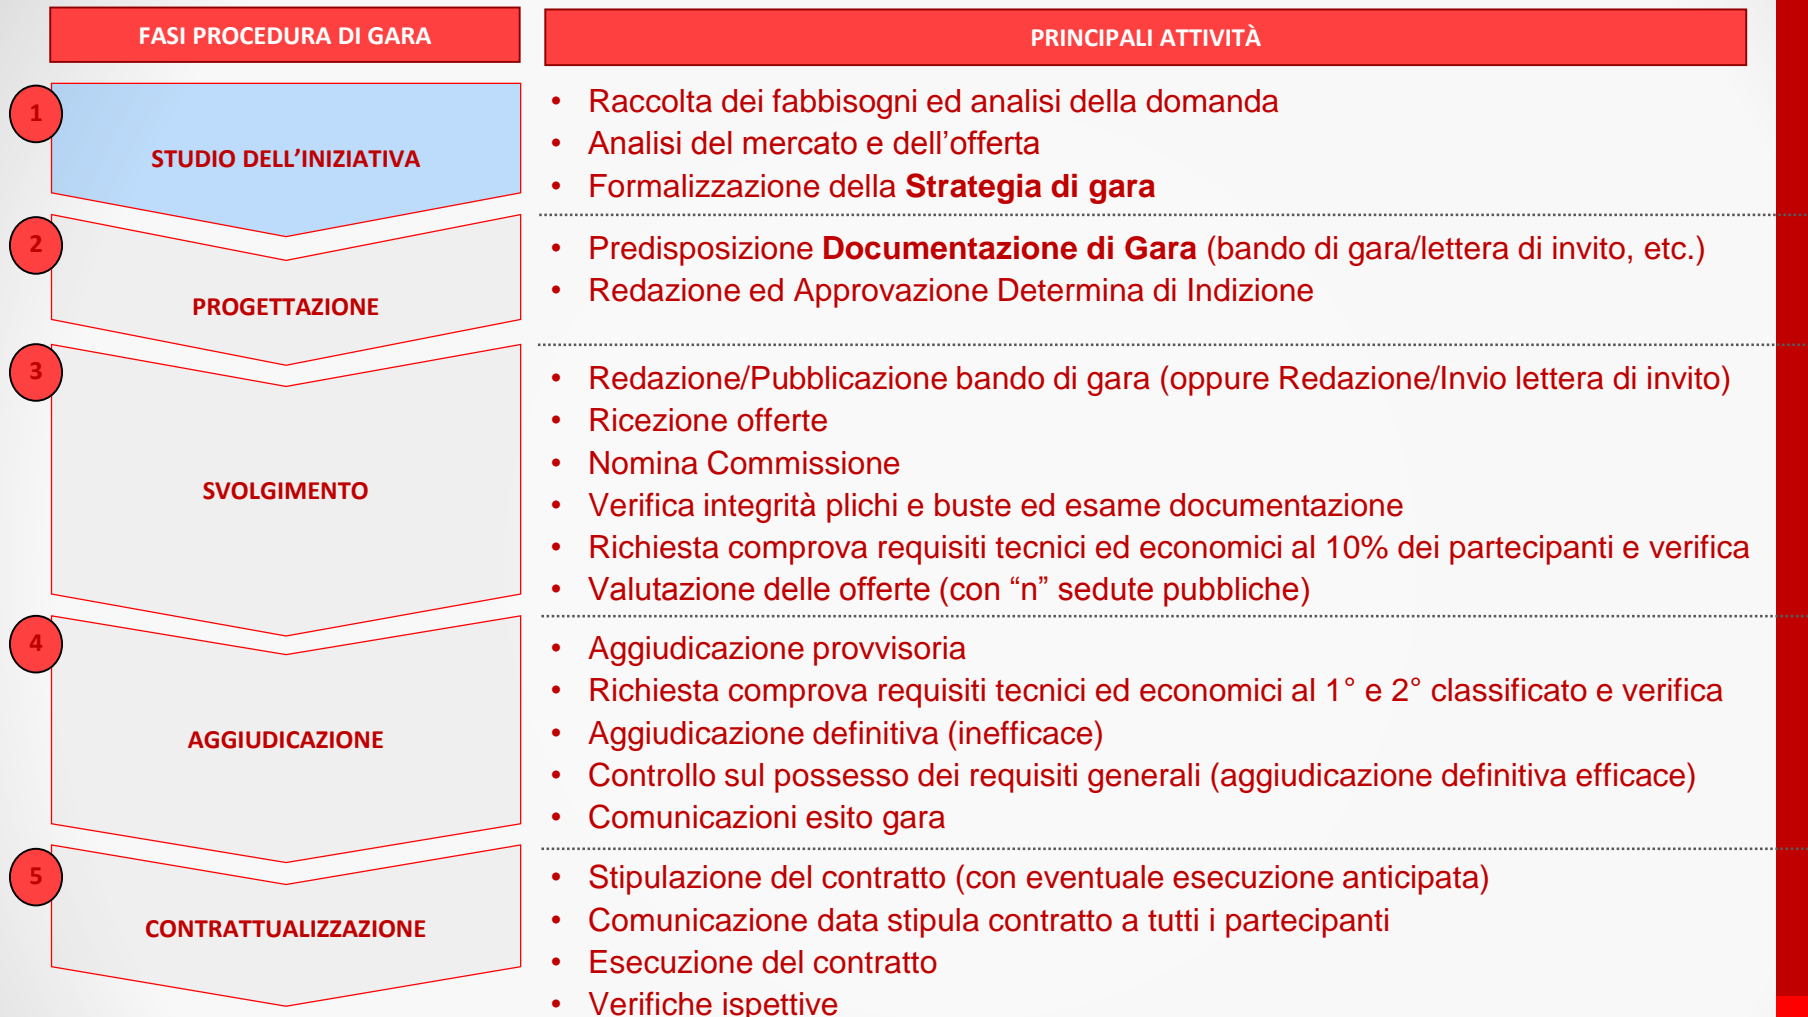 FASI PROCEDURA DI GARA
PRINCIPALI ATTIVITÀ
1
STUDIO DELL’INIZIATIVA
• Raccolta dei fabbisogni ed analisi della domanda
• Analisi del mercato e dell’offerta
• Formalizzazione della Strategia di gara
2
PROGETTAZIONE
• Predisposizione Documentazione di Gara (bando di gara/lettera di invito, etc.)
• Redazione ed Approvazione Determina di Indizione
3
SVOLGIMENTO
• Redazione/Pubblicazione bando di gara (oppure Redazione/Invio lettera di invito)
• Ricezione offerte
• Nomina Commissione
• Verifica integrità plichi e buste ed esame documentazione
• Richiesta comprova requisiti tecnici ed economici al 10% dei partecipanti e verifica
• Valutazione delle offerte (con “n” sedute pubbliche)
4
AGGIUDICAZIONE
• Aggiudicazione provvisoria
• Richiesta comprova requisiti tecnici ed economici al 1° e 2° classificato e verifica
• Aggiudicazione definitiva (inefficace)
• Controllo sul possesso dei requisiti generali (aggiudicazione definitiva efficace)
• Comunicazioni esito gara
5
CONTRATTUALIZZAZIONE
• Stipulazione del contratto (con eventuale esecuzione anticipata)
• Comunicazione data stipula contratto a tutti i partecipanti
• Esecuzione del contratto
• Verifiche ispettive